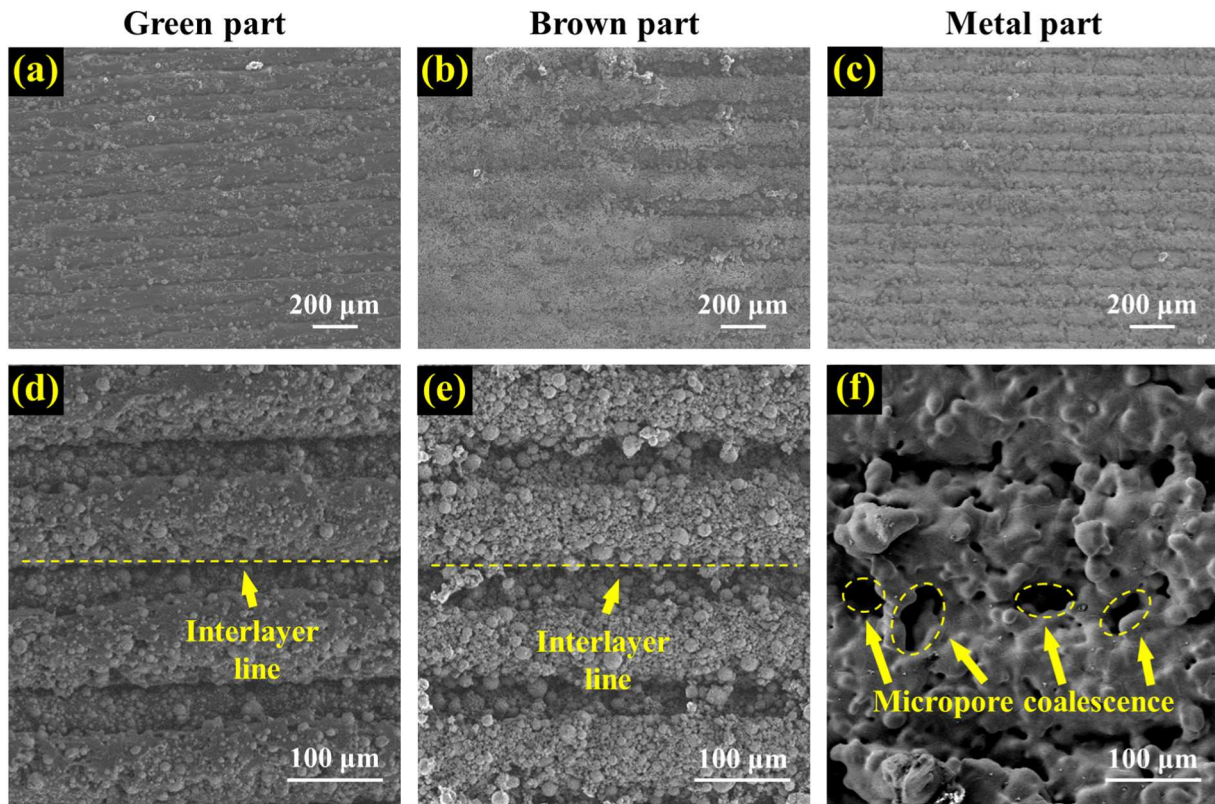 Green part
Brown part
Metal part
(a)
(b)
(c)
200 µm
200 µm
200 µm
(d)
(e)
(f)
Interlayer
line
Interlayer
line
Micropore coalescence
100 µm
100 µm
100 µm